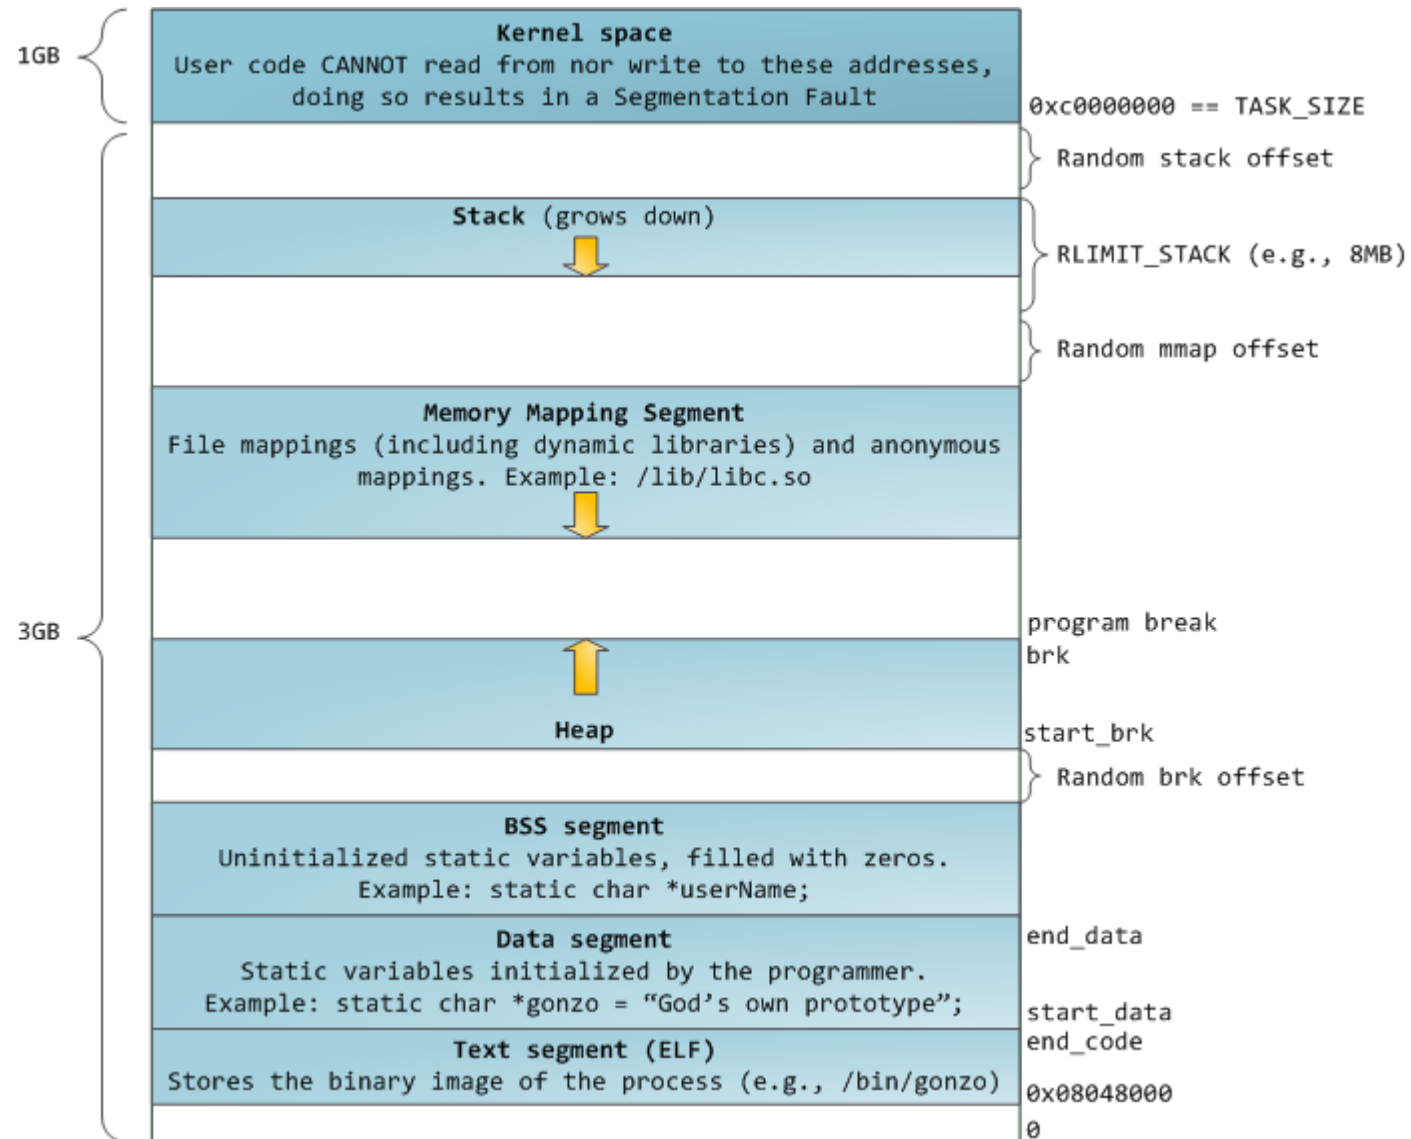 Kernel space
1GB
User code CANNOT read from nor write to these addresses,
doing so results in a Segmentation Fault
0xc0000000 == TASK_SIZE
Random stack offset
Stack (grows down)
RLIMIT_STACK (e.g., 8MB)
Random mmap offset
Memory Mapping Segment
File mappings (including dynamic libraries) and anonymous
mappings. Example: /lib/libc.so
program break
3GB
brk
Heap
start_brk
Random brk offset
BSS segment
Uninitialized static variables, filled with zeros.
Example: static char *userName;
Data segment
end_data
Static variables initialized by the programmer.
Example: static char *gonzo = “God’s own prototype”;
start_data
end_code
Text segment (ELF)
Stores the binary image of the process (e.g., /bin/gonzo)
0x08048000
0